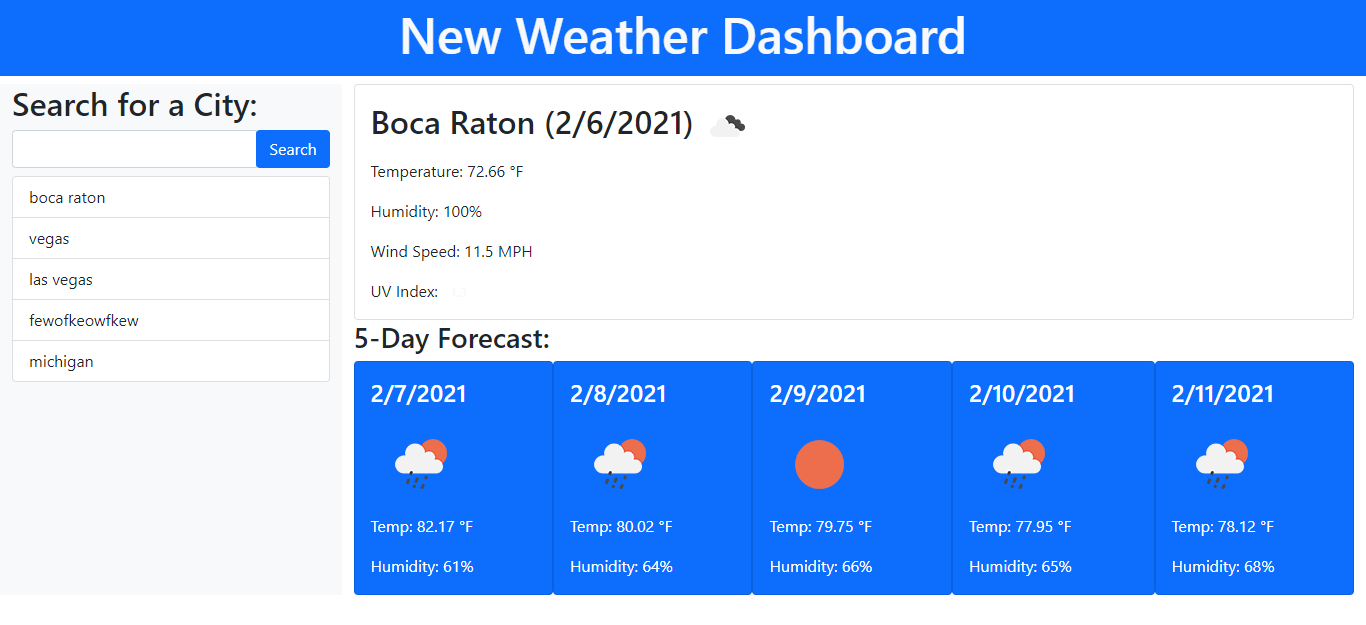 New Weather Dashboard
Search for a City:
Search
boca raton
vegas
las vegas
fewofkeowfkew
michigan
Boca Raton (2/6/2021)
Temperature: 72.66 °F
Humidity: 100%
Wind Speed: 11.5 MPH
UV Index:
5-Day Forecast:
2/7/2021
Temp: 82.17 °F
Humidity: 61%
2/8/2021
Temp: 80.02 °F
Humidity: 64%
2/9/2021
Temp: 79.75 °F
Humidity: 66%
2/10/2021
Temp: 77.95 °F
Humidity: 65%
2/11/2021
Temp: 78.12 °F
Humidity: 68%